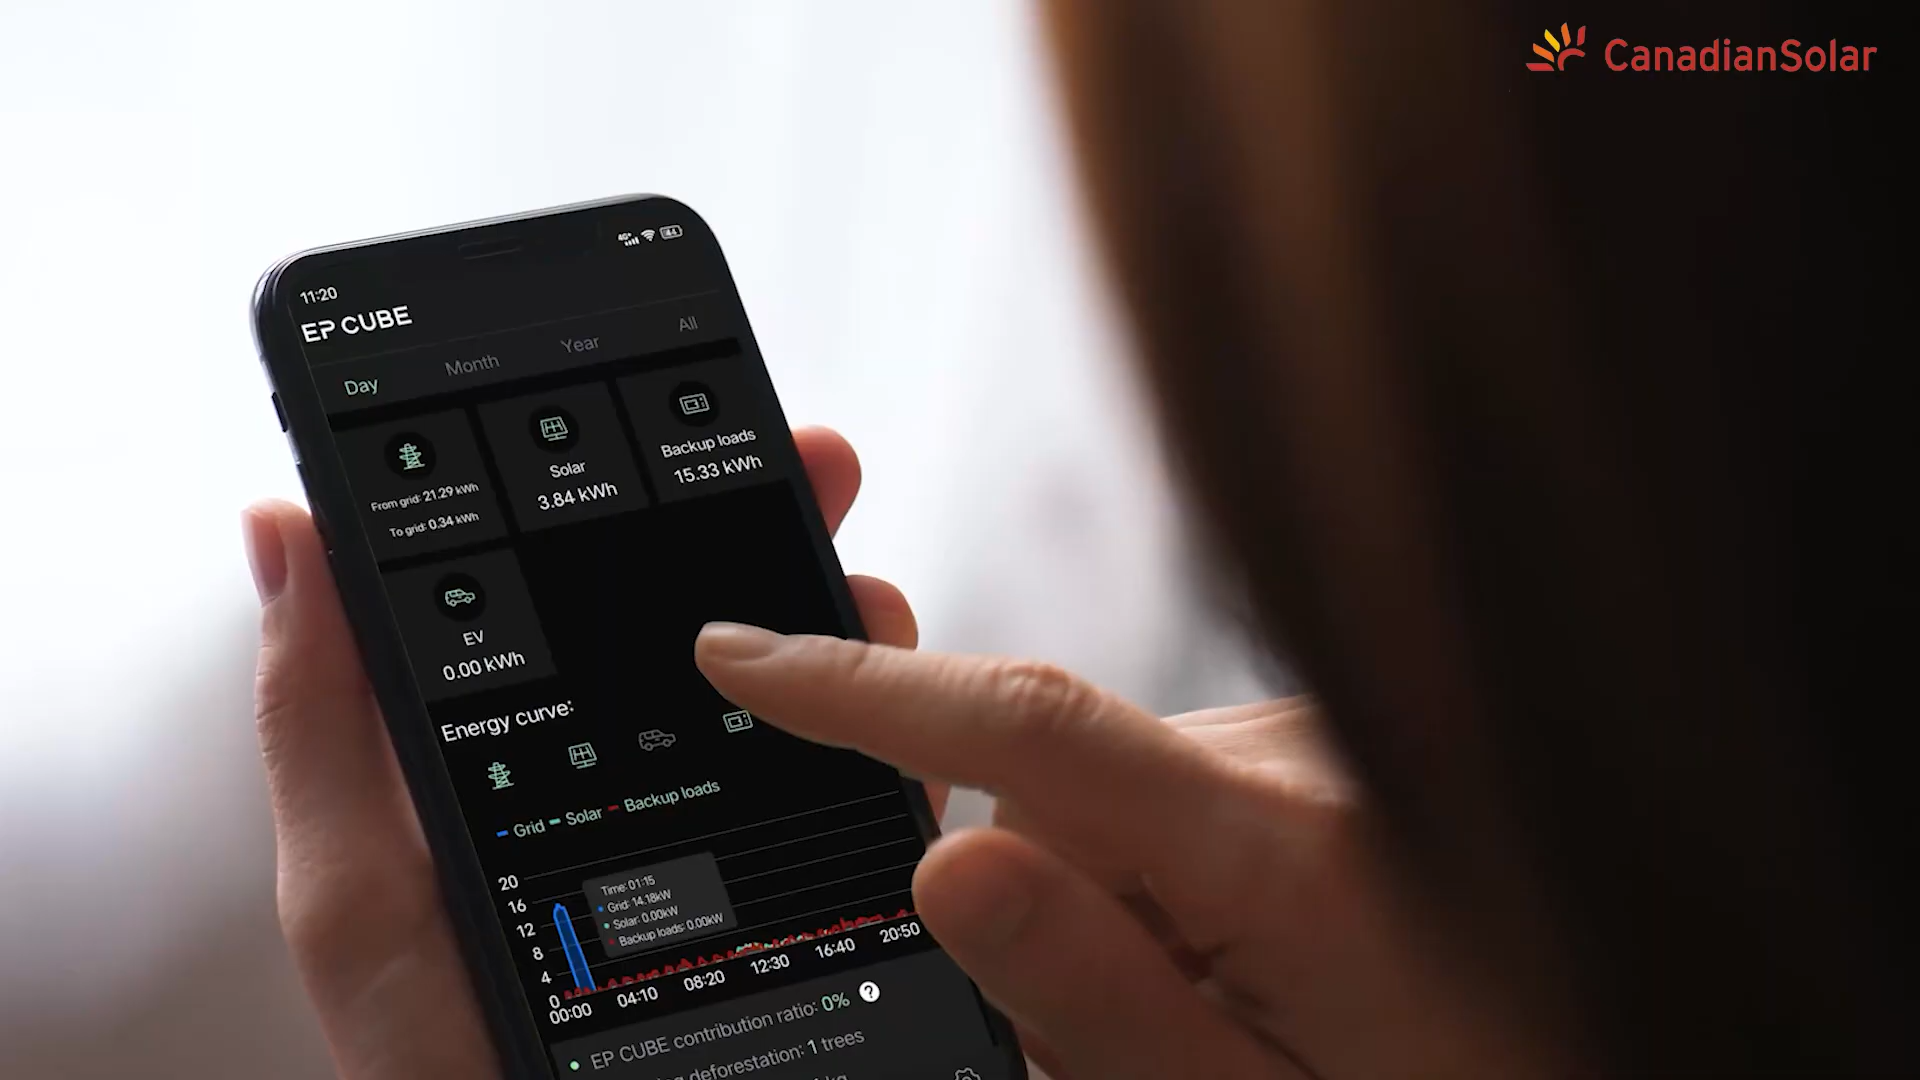 CanadianSolar
4G+ 44
11:20
EP CUBE
Day Month Year All
From grid: 21.29 kWh
To grid: 0.34 kWh
Solar
3.84 kWh
Backup loads
15.33 kWh
EV
0.00 kWh
Energy curve:
Grid Solar Backup loads
20
16
12
8
4
0
Time: 01:15
Grid: 14.18kW
Solar: 0.00kW
Backup loads: 0.00kW
00:00 04:10 08:20 12:30 16:40 20:50
EP CUBE contribution ratio: 0% ?
deforestation: 1 trees
kg